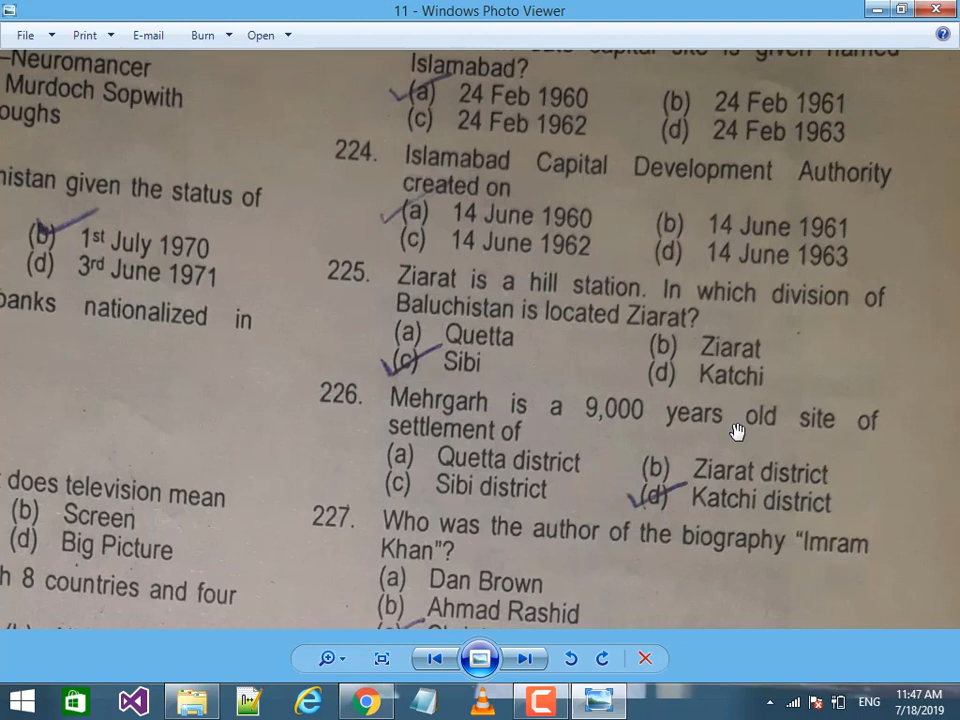 11 - Windows Photo Viewer
File Print E-mail Burn Open
–Neuromancer
Murdoch Sopwith
oughs
nistan given the status of
(b) 1st July 1970
(d) 3rd June 1971
banks nationalized in
does television mean
(b) Screen
(d) Big Picture
8 countries and four
capital site is given named
Islamabad?
(a) 24 Feb 1960 (b) 24 Feb 1961
(c) 24 Feb 1962 (d) 24 Feb 1963
224. Islamabad Capital Development Authority
created on
(a) 14 June 1960 (b) 14 June 1961
(c) 14 June 1962 (d) 14 June 1963
225. Ziarat is a hill station. In which division of
Baluchistan is located Ziarat?
(a) Quetta (b) Ziarat
(c) Sibi (d) Katchi
226. Mehrgarh is a 9,000 years old site of
settlement of
(a) Quetta district (b) Ziarat district
(c) Sibi district (d) Katchi district
227. Who was the author of the biography "Imram
Khan"?
(a) Dan Brown
(b) Ahmad Rashid
ENG
11:47 AM
7/18/2019